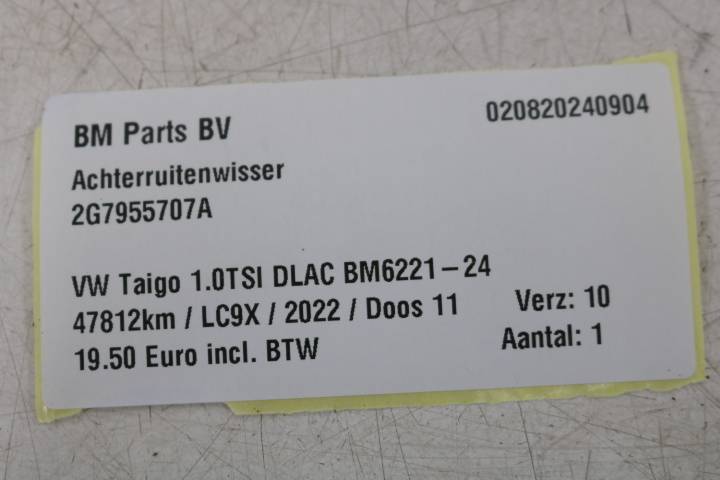 BM Parts BV
020820240904
Achterruitenwisser
2G7955707A
VW Taigo 1.0TSI DLAC BM6221-24
47812km / LC9X / 2022 / Doos 11
Verz: 10
19.50 Euro incl. BTW
Aantal: 1